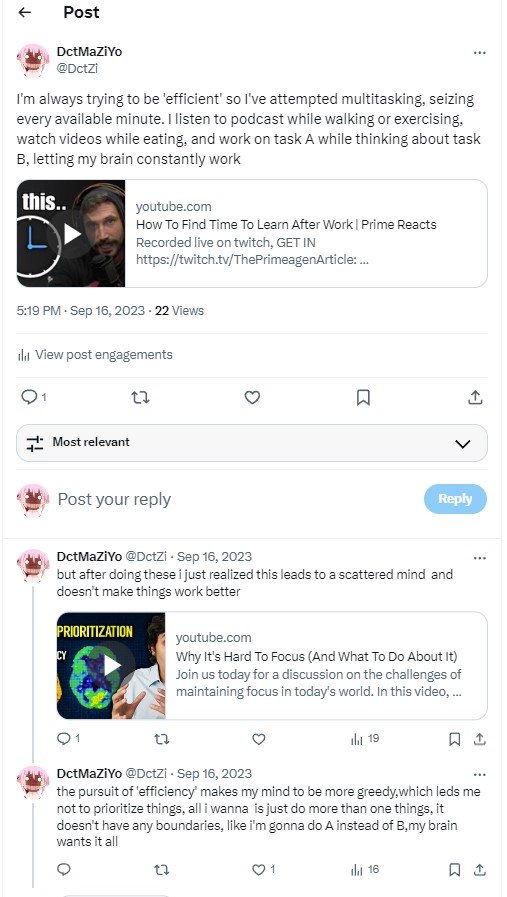 Post
DctMaZiYo
@DctZi
I'm always trying to be 'efficient' so I've attempted multitasking, seizing
every available minute. I listen to podcast while walking or exercising,
watch videos while eating, and work on task A while thinking about task
B, letting my brain constantly work
this..
youtube.com
How To Find Time To Learn After Work | Prime Reacts
Recorded live on twitch, GET IN
https://twitch.tv/ThePrimeagenArticle: ...
5:19 PM · Sep 16, 2023 · 22 Views
View post engagements
1
Most relevant
Post your reply
Reply
DctMaZiYo @DctZi · Sep 16, 2023
but after doing these i just realized this leads to a scattered mind and
doesn't make things work better
PRIORITIZATION
CY
youtube.com
Why It's Hard To Focus (And What To Do About It)
Join us today for a discussion on the challenges of
maintaining focus in today's world. In this video, ...
1 19
DctMaZiYo @DctZi · Sep 16, 2023
the pursuit of 'efficiency' makes my mind to be more greedy,which leds me
not to prioritize things, all i wanna is just do more than one things, it
doesn't have any boundaries, like i'm gonna do A instead of B,my brain
wants it all
1 16